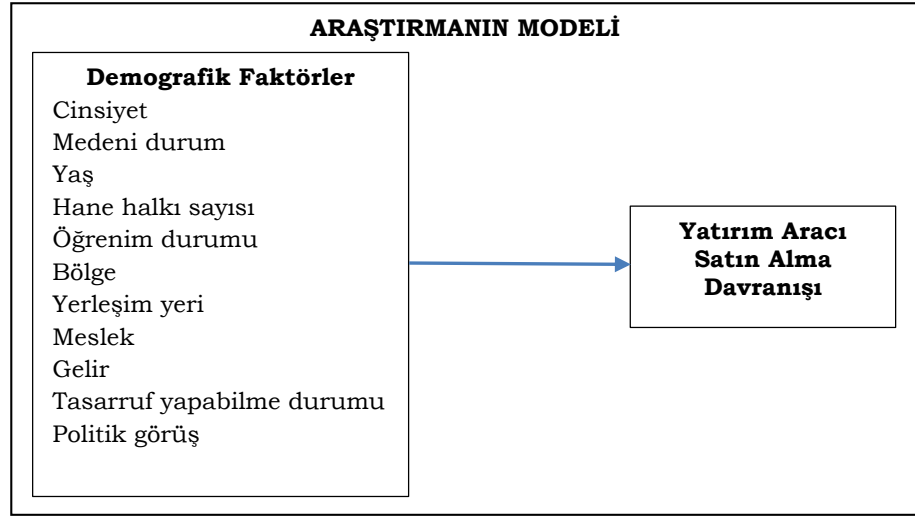 ARAŞTIRMANIN MODELİ
Demografik Faktörler
Cinsiyet
Medeni durum
Yaş
Hane halkı sayısı
Öğrenim durumu
Bölge
Yerleşim yeri
Meslek
Gelir
Tasarruf yapabilme durumu
Politik görüş
Yatırım Aracı
Satın Alma
Davranışı